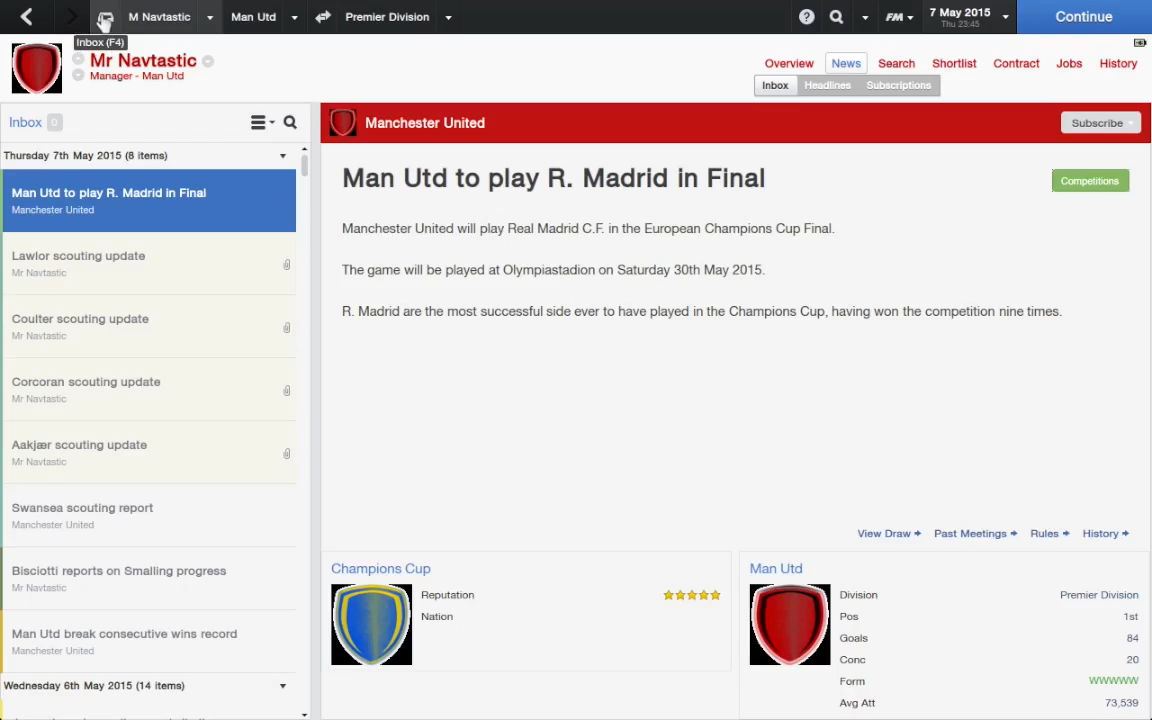 M Navtastic
Man Utd
Premier Division
FM
7 May 2015
Thu 23:45
Continue
Inbox (F4)
Mr Navtastic
Manager - Man Utd
Overview
News
Search
Shortlist
Contract
Jobs
History
Inbox
Headlines
Subscriptions
Inbox 0
Thursday 7th May 2015 (8 items)
Man Utd to play R. Madrid in Final
Manchester United
Lawlor scouting update
Mr Navtastic
Coulter scouting update
Mr Navtastic
Corcoran scouting update
Mr Navtastic
Aakjær scouting update
Mr Navtastic
Swansea scouting report
Manchester United
Bisciotti reports on Smalling progress
Mr Navtastic
Man Utd break consecutive wins record
Manchester United
Wednesday 6th May 2015 (14 items)
Manchester United
Subscribe
Man Utd to play R. Madrid in Final
Competitions
Manchester United will play Real Madrid C.F. in the European Champions Cup Final.
The game will be played at Olympiastadion on Saturday 30th May 2015.
R. Madrid are the most successful side ever to have played in the Champions Cup, having won the competition nine times.
View Draw
Past Meetings
Rules
History
Champions Cup
Reputation
Nation
Man Utd
Division Premier Division
Pos 1st
Goals 84
Conc 20
Form WWWWW
Avg Att 73,539